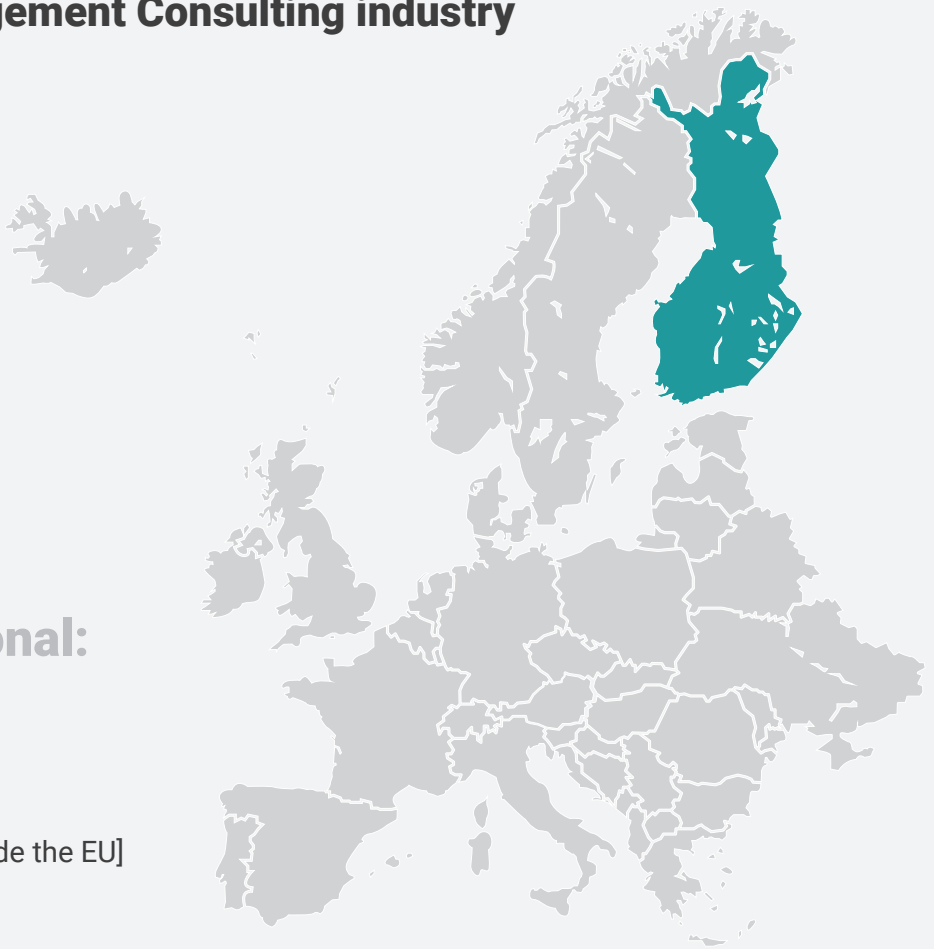 gement Consulting industry
onal:
de the EU]